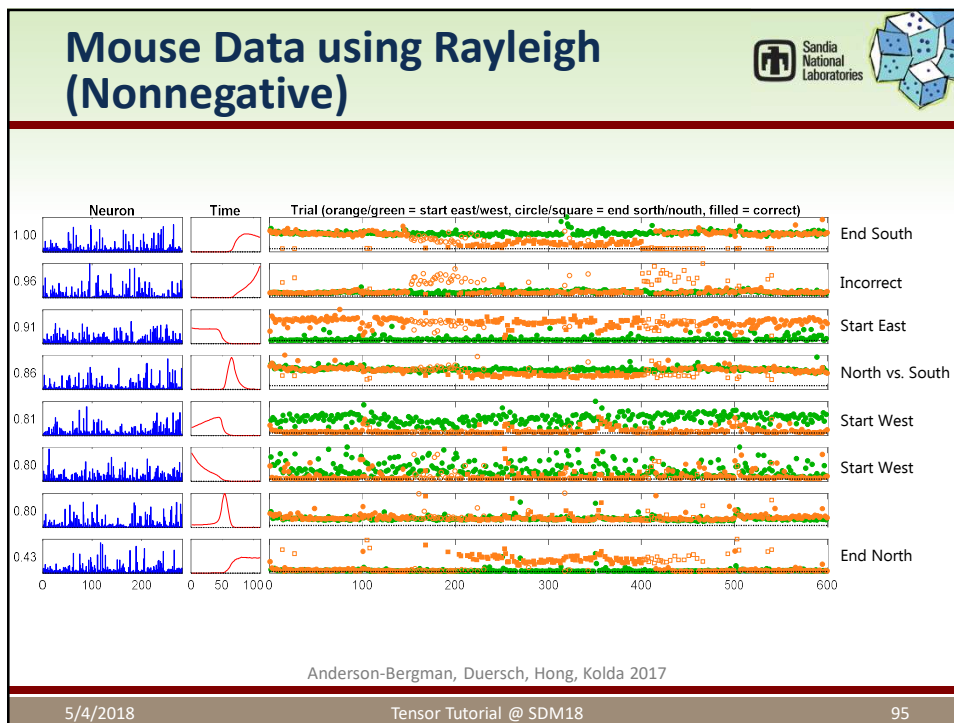 Mouse Data using Rayleigh
(Nonnegative)
Sandia
National
Laboratories
Neuron
Time
Trial (orange/green = start east/west, circle/square = end sorth/nouth, filled = correct)
1.00
End South
0.96
Incorrect
0.91
Start East
0.86
North vs. South
0.81
Start West
0.80
Start West
0.80
0.43
End North
0 100 200
0 50 100
0 100 200 300 400 500 600
Anderson-Bergman, Duersch, Hong, Kolda 2017
5/4/2018
Tensor Tutorial @ SDM18
95